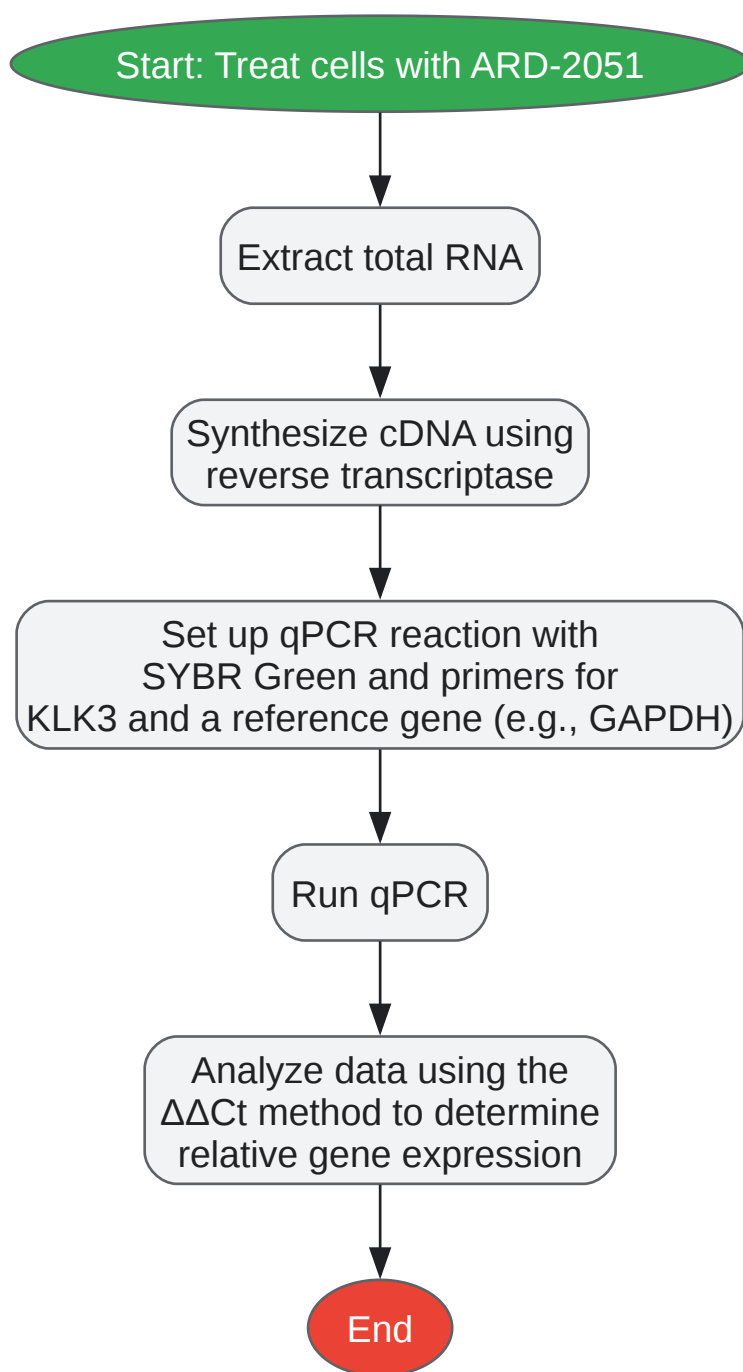 Start: Treat cells with ARD-2051
Extract total RNA
Synthesize cDNA using
reverse transcriptase
Set up qPCR reaction with
SYBR Green and primers for
KLK3 and a reference gene (e.g., GAPDH)
Run qPCR
Analyze data using the
ΔΔCt method to determine
relative gene expression
End